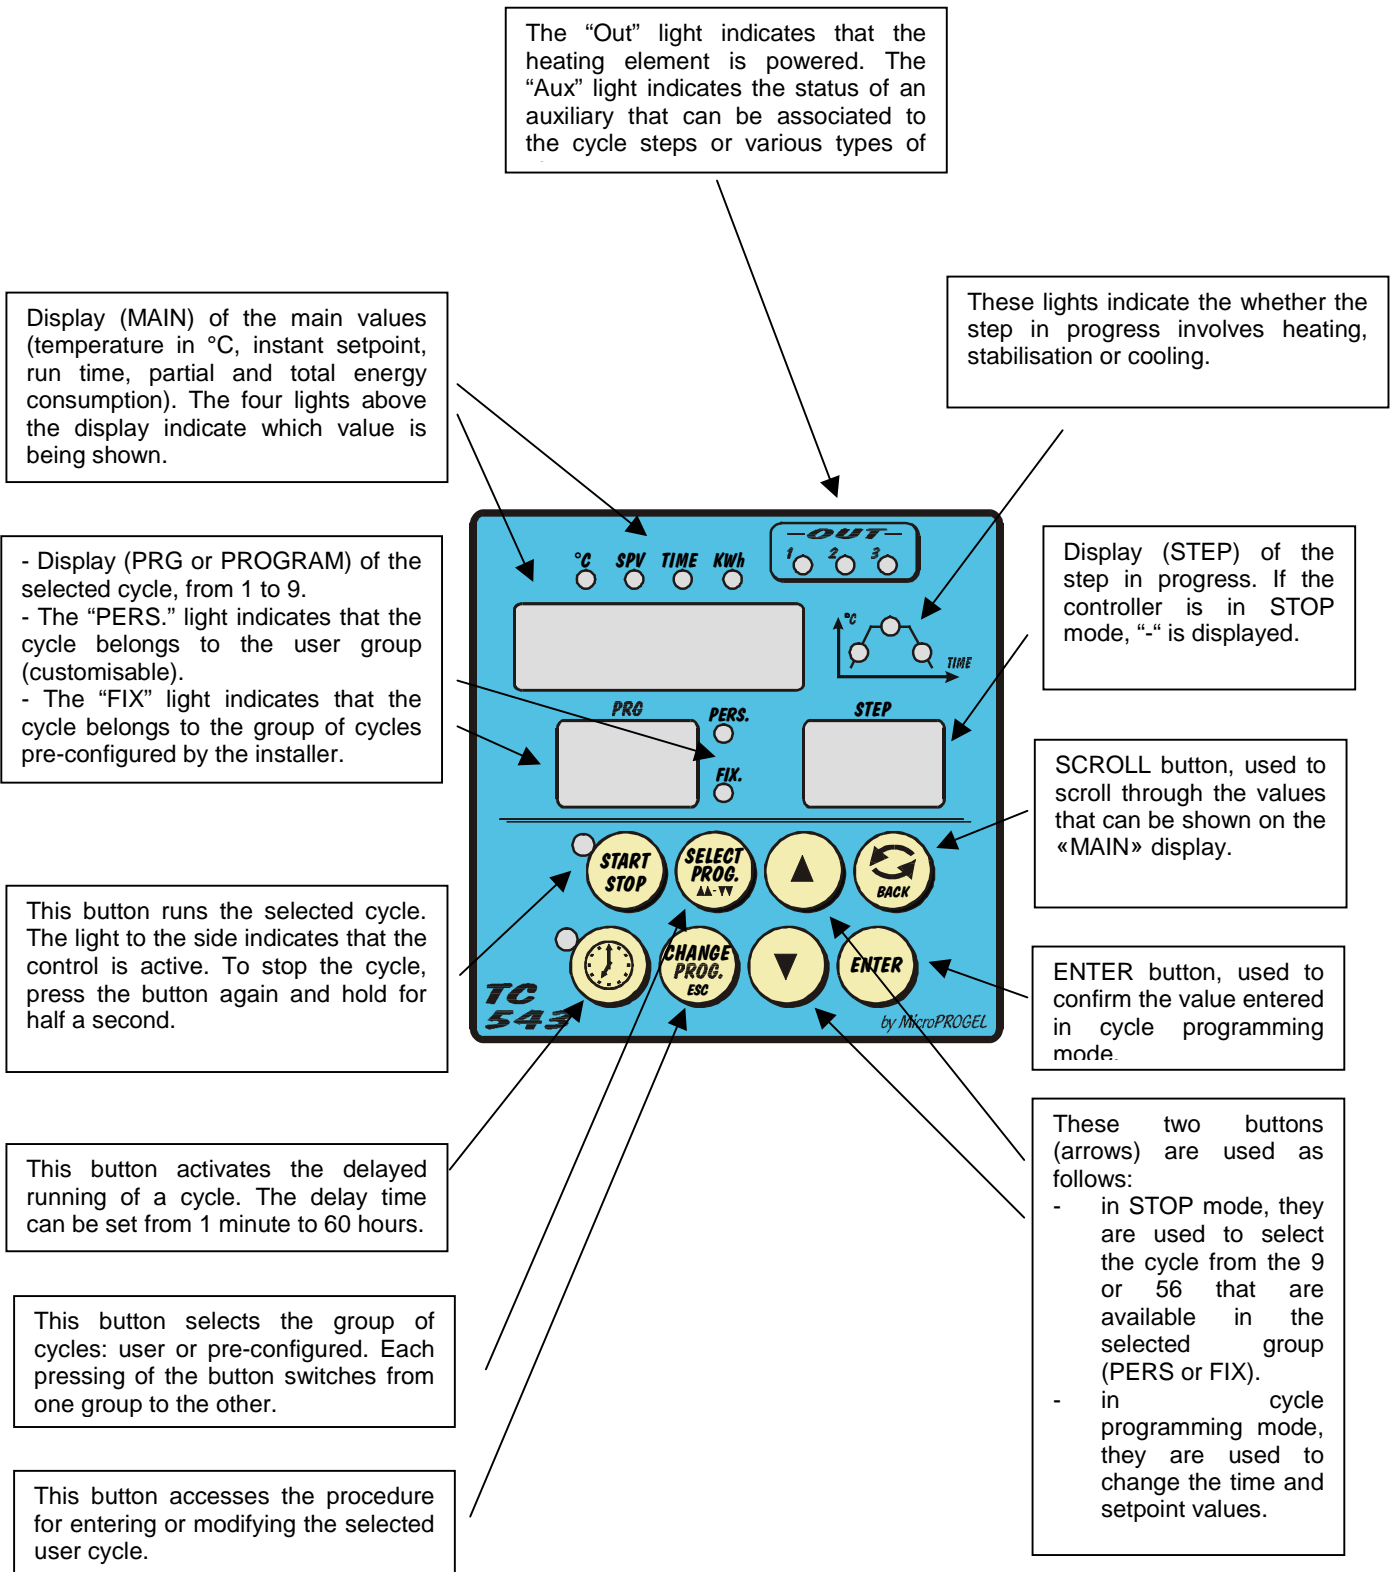 The “Out” light indicates that the
heating element is powered. The
“Aux” light indicates the status of an
auxiliary that can be associated to
the cycle steps or various types of
Display (MAIN) of the main values
(temperature in °C, instant setpoint,
run time, partial and total energy
consumption). The four lights above
the display indicate which value is
being shown.
These lights indicate the whether the
step in progress involves heating,
stabilisation or cooling.
- Display (PRG or PROGRAM) of the
selected cycle, from 1 to 9.
- The “PERS.” light indicates that the
cycle belongs to the user group
(customisable).
- The “FIX” light indicates that the
cycle belongs to the group of cycles
pre-configured by the installer.
Display (STEP) of the
step in progress. If the
controller is in STOP
mode, “-“ is displayed.
OUT
1 2 3
°C SPV TIME KWh
°C
TIME
PRG
PERS.
FIX.
STEP
START
STOP
SELECT
PROG.
▲▲-▼▼
▲
BACK
CHANGE
PROG.
ESC
▼
ENTER
TC
543
by MicroPROGEL
SCROLL button, used to
scroll through the values
that can be shown on the
«MAIN» display.
This button runs the selected cycle.
The light to the side indicates that the
control is active. To stop the cycle,
press the button again and hold for
half a second.
ENTER button, used to
confirm the value entered
in cycle programming
mode.
This button activates the delayed
running of a cycle. The delay time
can be set from 1 minute to 60 hours.
These two buttons
(arrows) are used as
follows:
- in STOP mode, they
are used to select
the cycle from the 9
or 56 that are
available in the
selected group
(PERS or FIX).
- in cycle
programming mode,
they are used to
change the time and
setpoint values.
This button selects the group of
cycles: user or pre-configured. Each
pressing of the button switches from
one group to the other.
This button accesses the procedure
for entering or modifying the selected
user cycle.